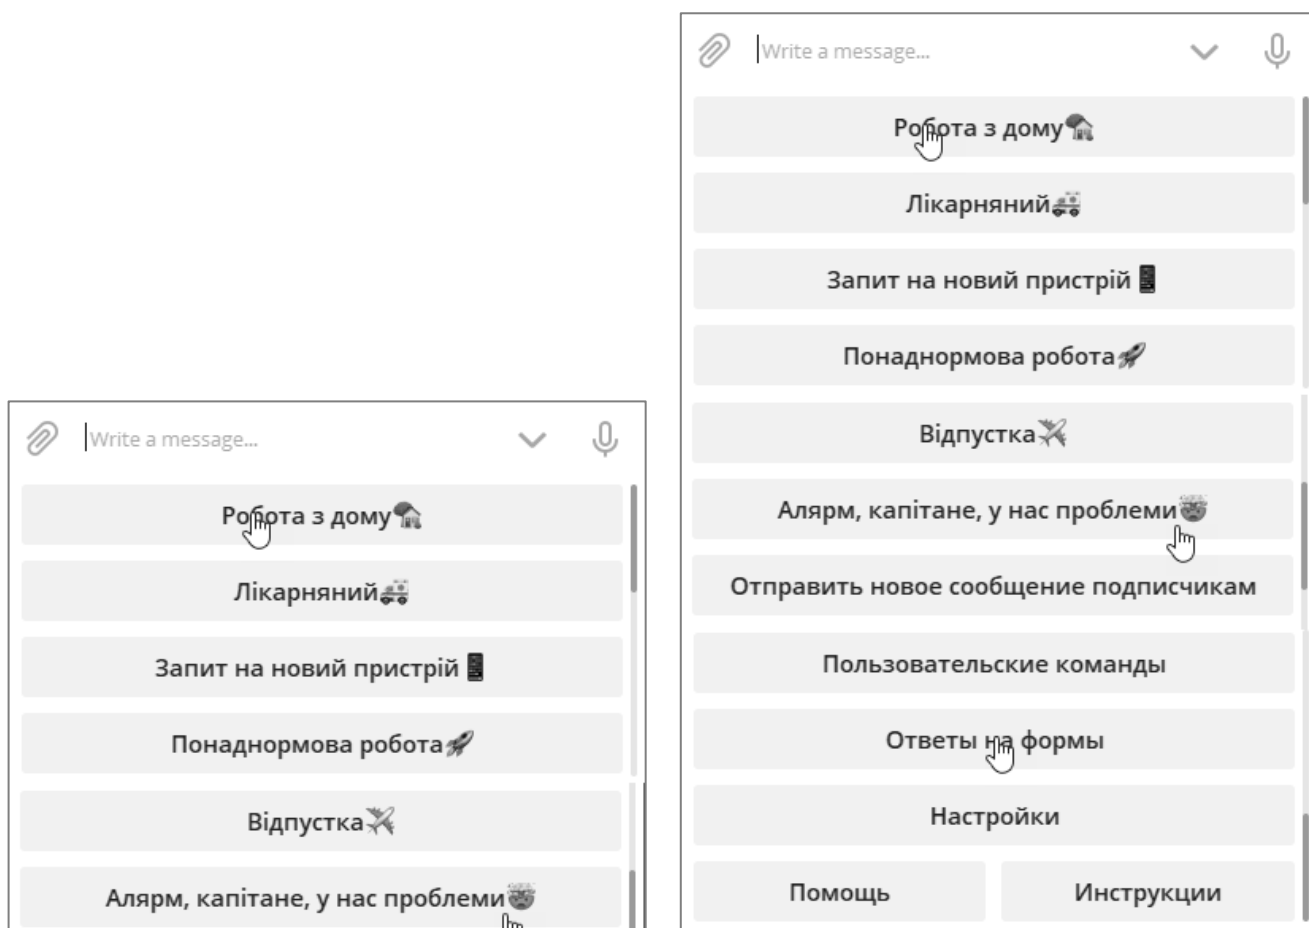 Write a message...
Робота з дому🏡
Лікарняний🚑
Запит на новий пристрій📱
Понаднормова робота🚀
Відпустка✈
Алярм, капітане, у нас проблеми🤯
Write a message...
Робота з дому🏡
Лікарняний🚑
Запит на новий пристрій📱
Понаднормова робота🚀
Відпустка✈
Алярм, капітане, у нас проблеми🤯
Отправить новое сообщение подписчикам
Пользовательские команды
Ответы на формы
Настройки
Помощь
Инструкции